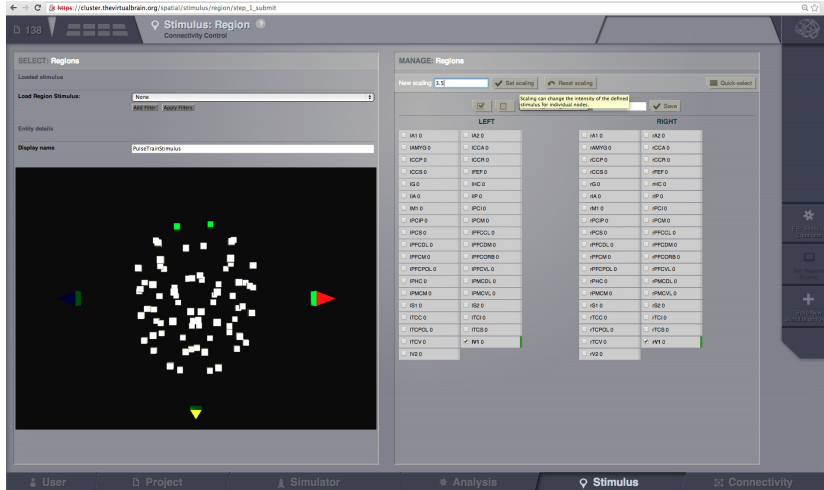 https://cluster.thevirtualbrain.org/spatial/stimulus/region/step_1_submit
138
Stimulus: Region
Connectivity Control
SELECT: Regions
Loaded stimulus
Load Region Stimulus: None
Add Filter Apply Filters
Entity details
Display name PulseTrainStimulus
MANAGE: Regions
New scaling 3.5 Set scaling Reset scaling Quick-select
Scaling can change the intensity of the defined
stimulus for individual nodes.
Save
LEFT RIGHT
lA1 0 lA2 0 rA1 0 rA2 0
lAMYG 0 lCCA 0 rAMYG 0 rCCA 0
lCCP 0 lCCR 0 rCCP 0 rCCR 0
lCCS 0 lFEF 0 rCCS 0 rFEF 0
lG 0 lHC 0 rG 0 rHC 0
lIA 0 lIP 0 rIA 0 rIP 0
lM1 0 lPCI 0 rM1 0 rPCI 0
lPCIP 0 lPCM 0 rPCIP 0 rPCM 0
lPCS 0 lPFCCL 0 rPCS 0 rPFCCL 0
lPFCDL 0 lPFCDM 0 rPFCDL 0 rPFCDM 0
lPFCM 0 lPFCORB 0 rPFCM 0 rPFCORB 0
lPFCPOL 0 lPFCVL 0 rPFCPOL 0 rPFCVL 0
lPHC 0 lPMCDL 0 rPHC 0 rPMCDL 0
lPMCM 0 lPMCVL 0 rPMCM 0 rPMCVL 0
lS1 0 lS2 0 rS1 0 rS2 0
lTCC 0 lTCI 0 rTCC 0 rTCI 0
lTCPOL 0 lTCS 0 rTCPOL 0 rTCS 0
lTCV 0 lV1 0 rTCV 0 rV1 0
lV2 0 rV2 0
User Project Simulator Analysis Stimulus Connectivity